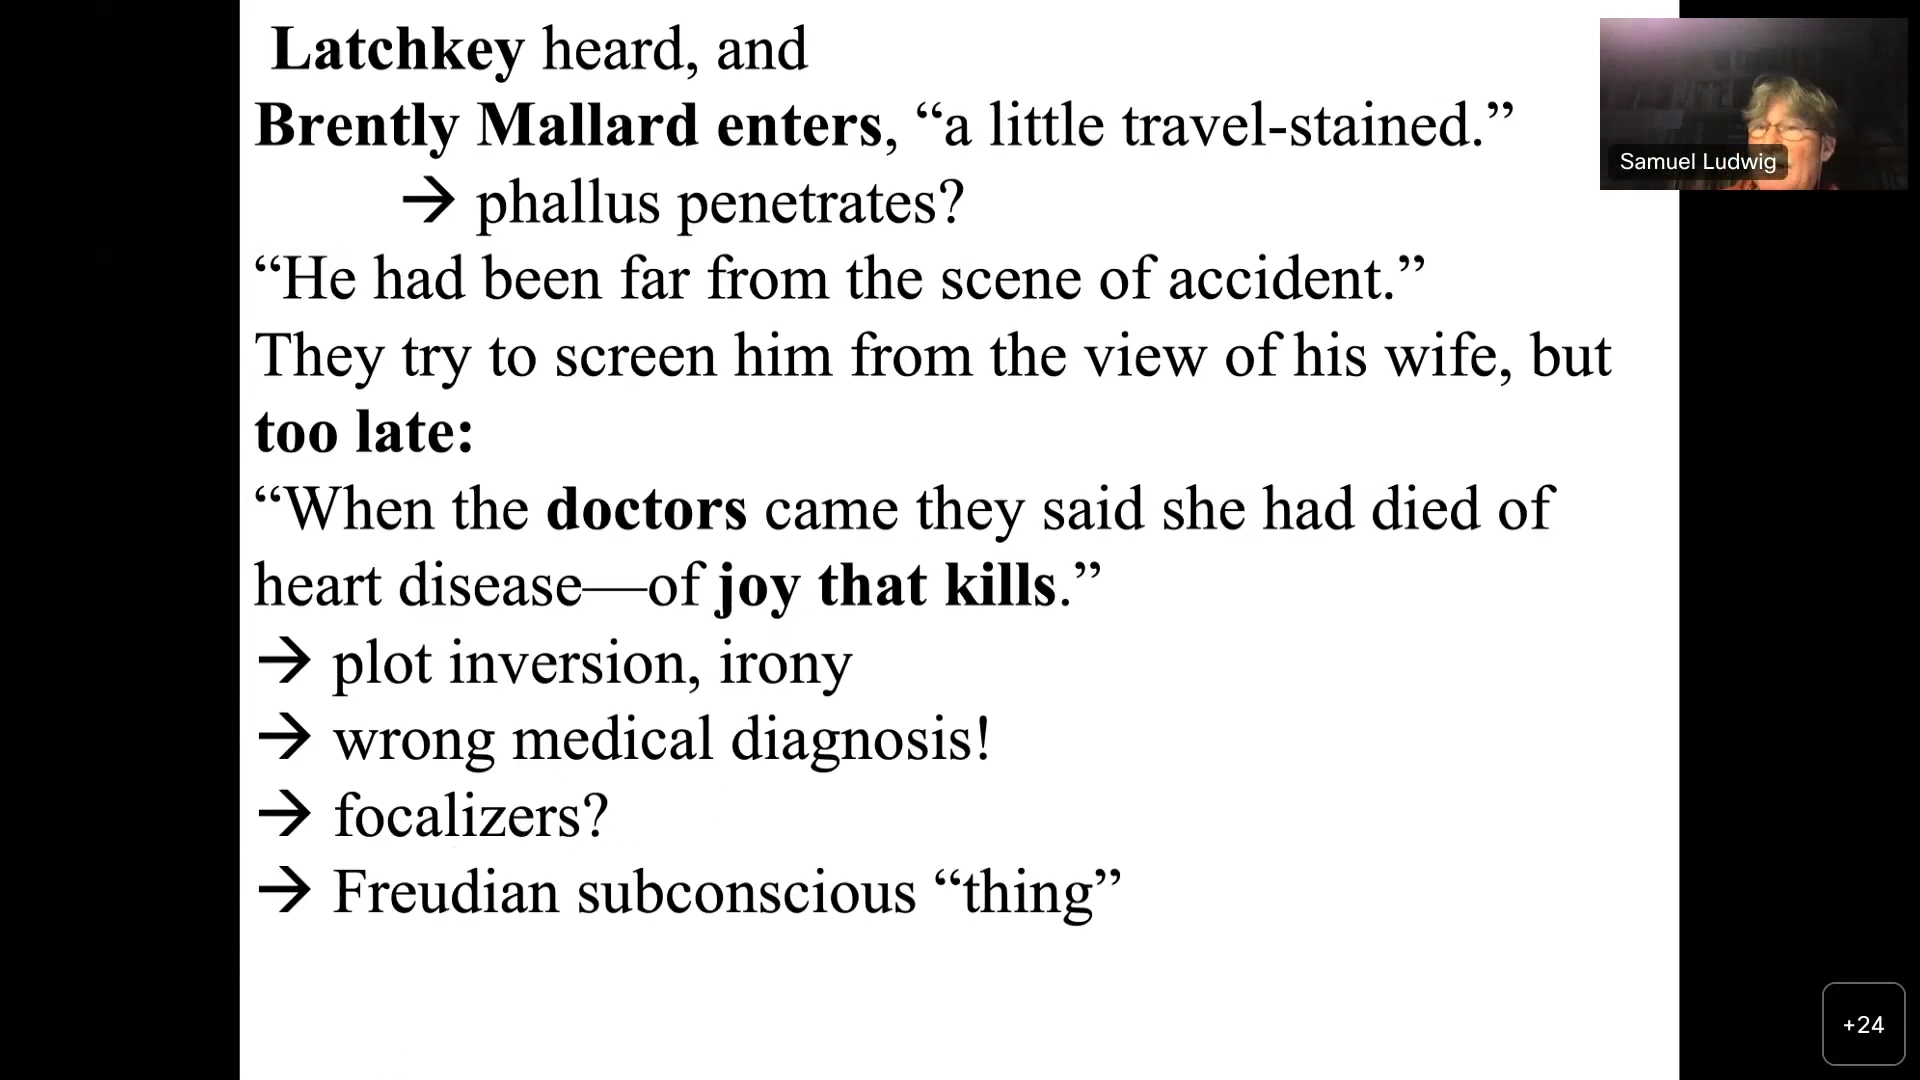 Latchkey heard, and
Brently Mallard enters, “a little travel-stained.”
→ phallus penetrates?
“He had been far from the scene of accident.”
They try to screen him from the view of his wife, but
too late:
“When the doctors came they said she had died of
heart disease—of joy that kills.”
→ plot inversion, irony
→ wrong medical diagnosis!
→ focalizers?
→ Freudian subconscious “thing”
Samuel Ludwig
+24